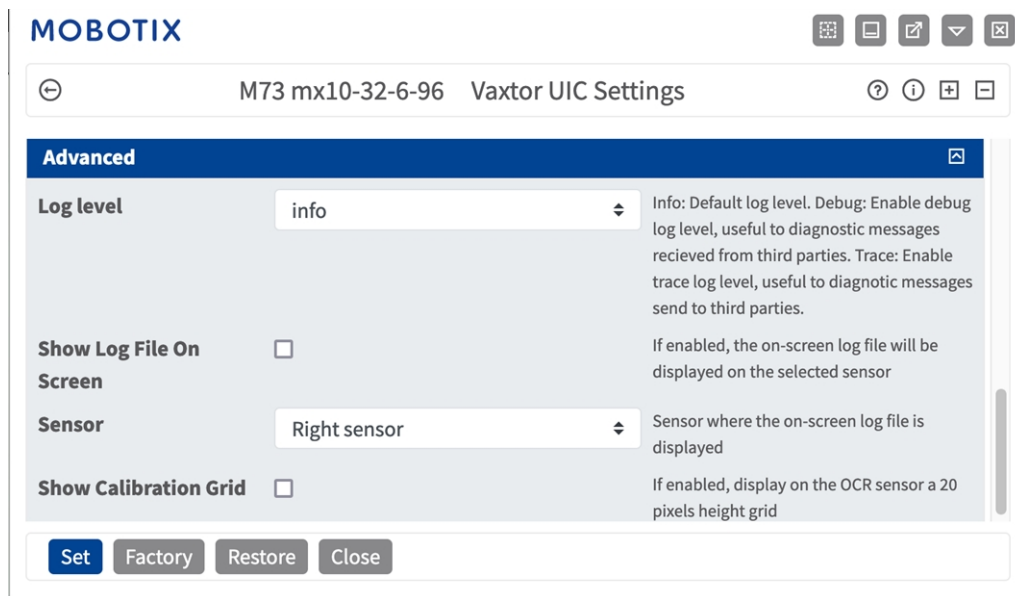 MOBOTIX
M73 mx10-32-6-96 Vaxtor UIC Settings
Advanced
Log level
info
Info: Default log level. Debug: Enable debug
log level, useful to diagnostic messages
recieved from third parties. Trace: Enable
trace log level, useful to diagnotic messages
send to third parties.
Show Log File On
Screen
If enabled, the on-screen log file will be
displayed on the selected sensor
Sensor
Right sensor
Sensor where the on-screen log file is
displayed
Show Calibration Grid
If enabled, display on the OCR sensor a 20
pixels height grid
Set Factory Restore Close